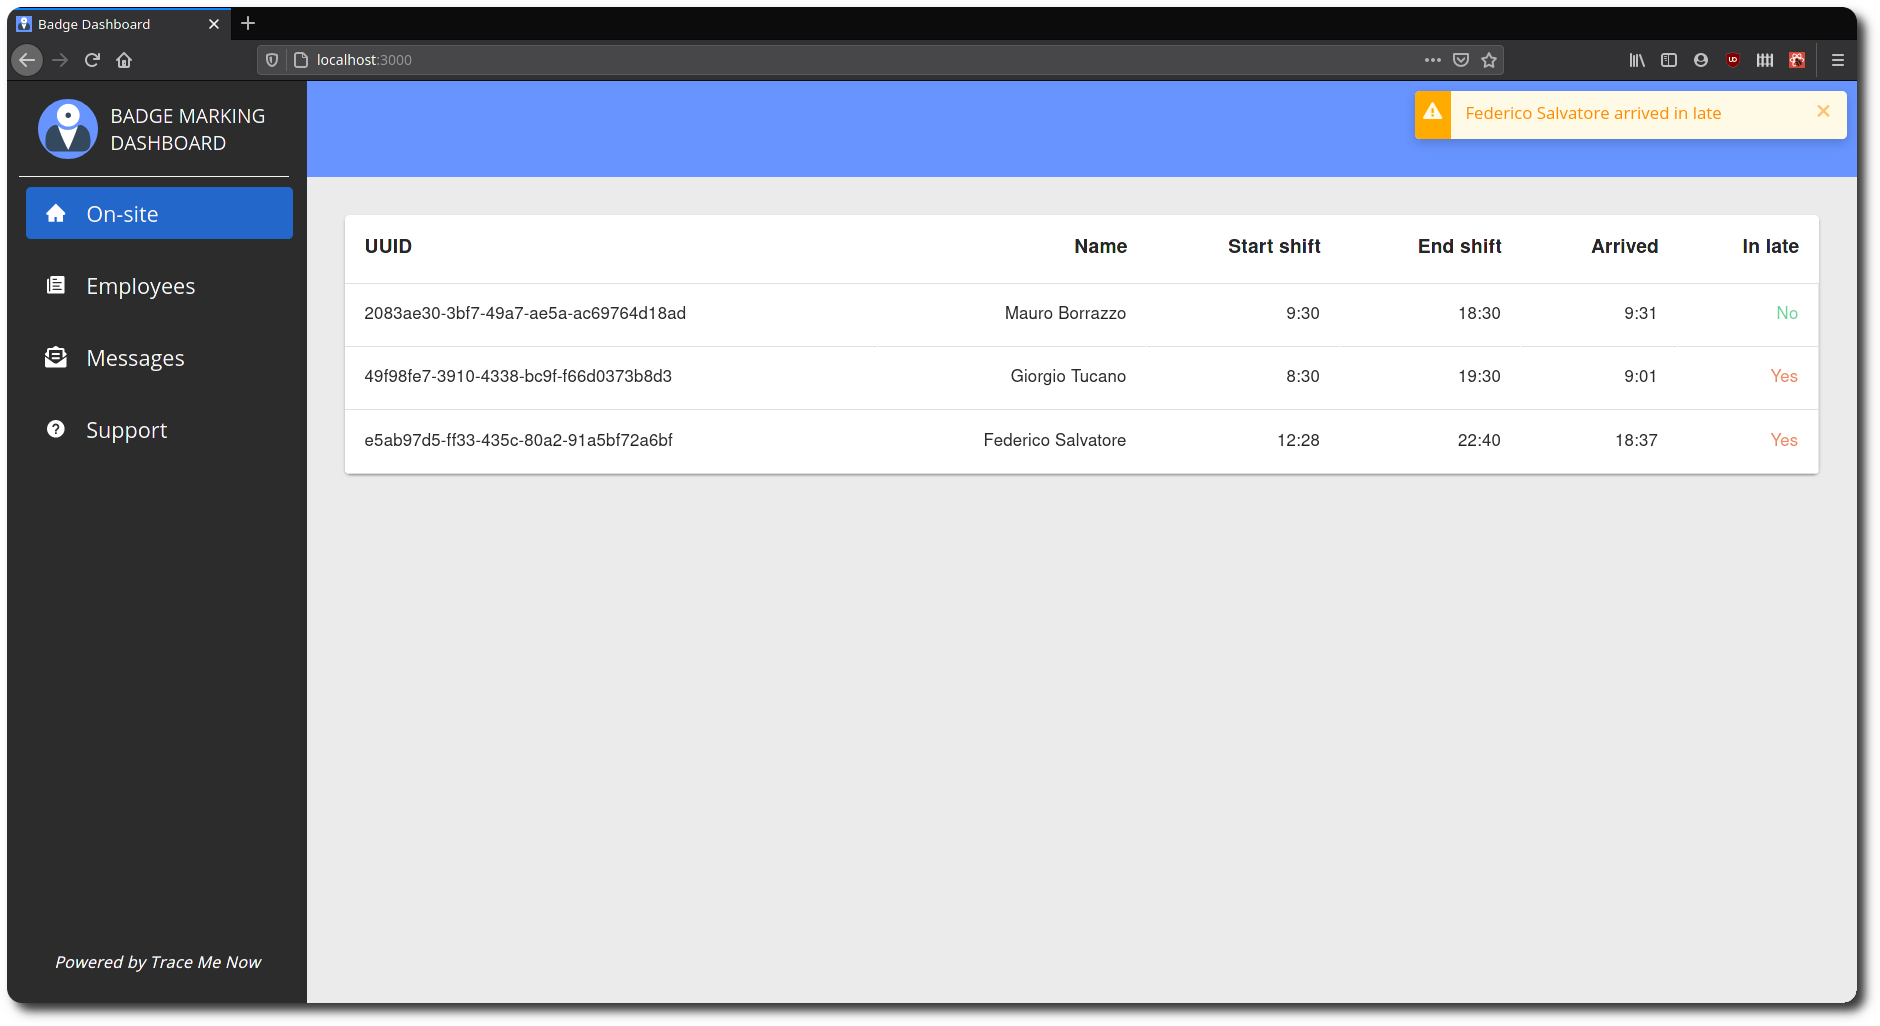 Badge Dashboard
localhost:3000
BADGE MARKING
DASHBOARD
Federico Salvatore arrived in late
On-site
Employees
Messages
Support
UUID Name Start shift End shift Arrived In late
2083ae30-3bf7-49a7-ae5a-ac69764d18ad Mauro Borrazzo 9:30 18:30 9:31 No
49f98fe7-3910-4338-bc9f-f66d0373b8d3 Giorgio Tucano 8:30 19:30 9:01 Yes
e5ab97d5-ff33-435c-80a2-91a5bf72a6bf Federico Salvatore 12:28 22:40 18:37 Yes
Powered by Trace Me Now